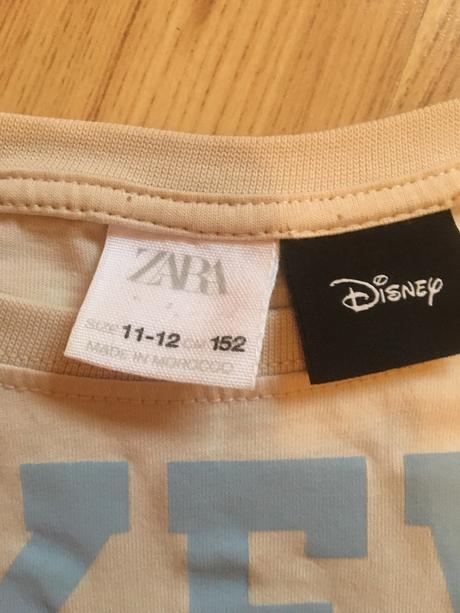 ZARA
SIZE 11-12 CM 152
MADE IN MOROCCO
Disney